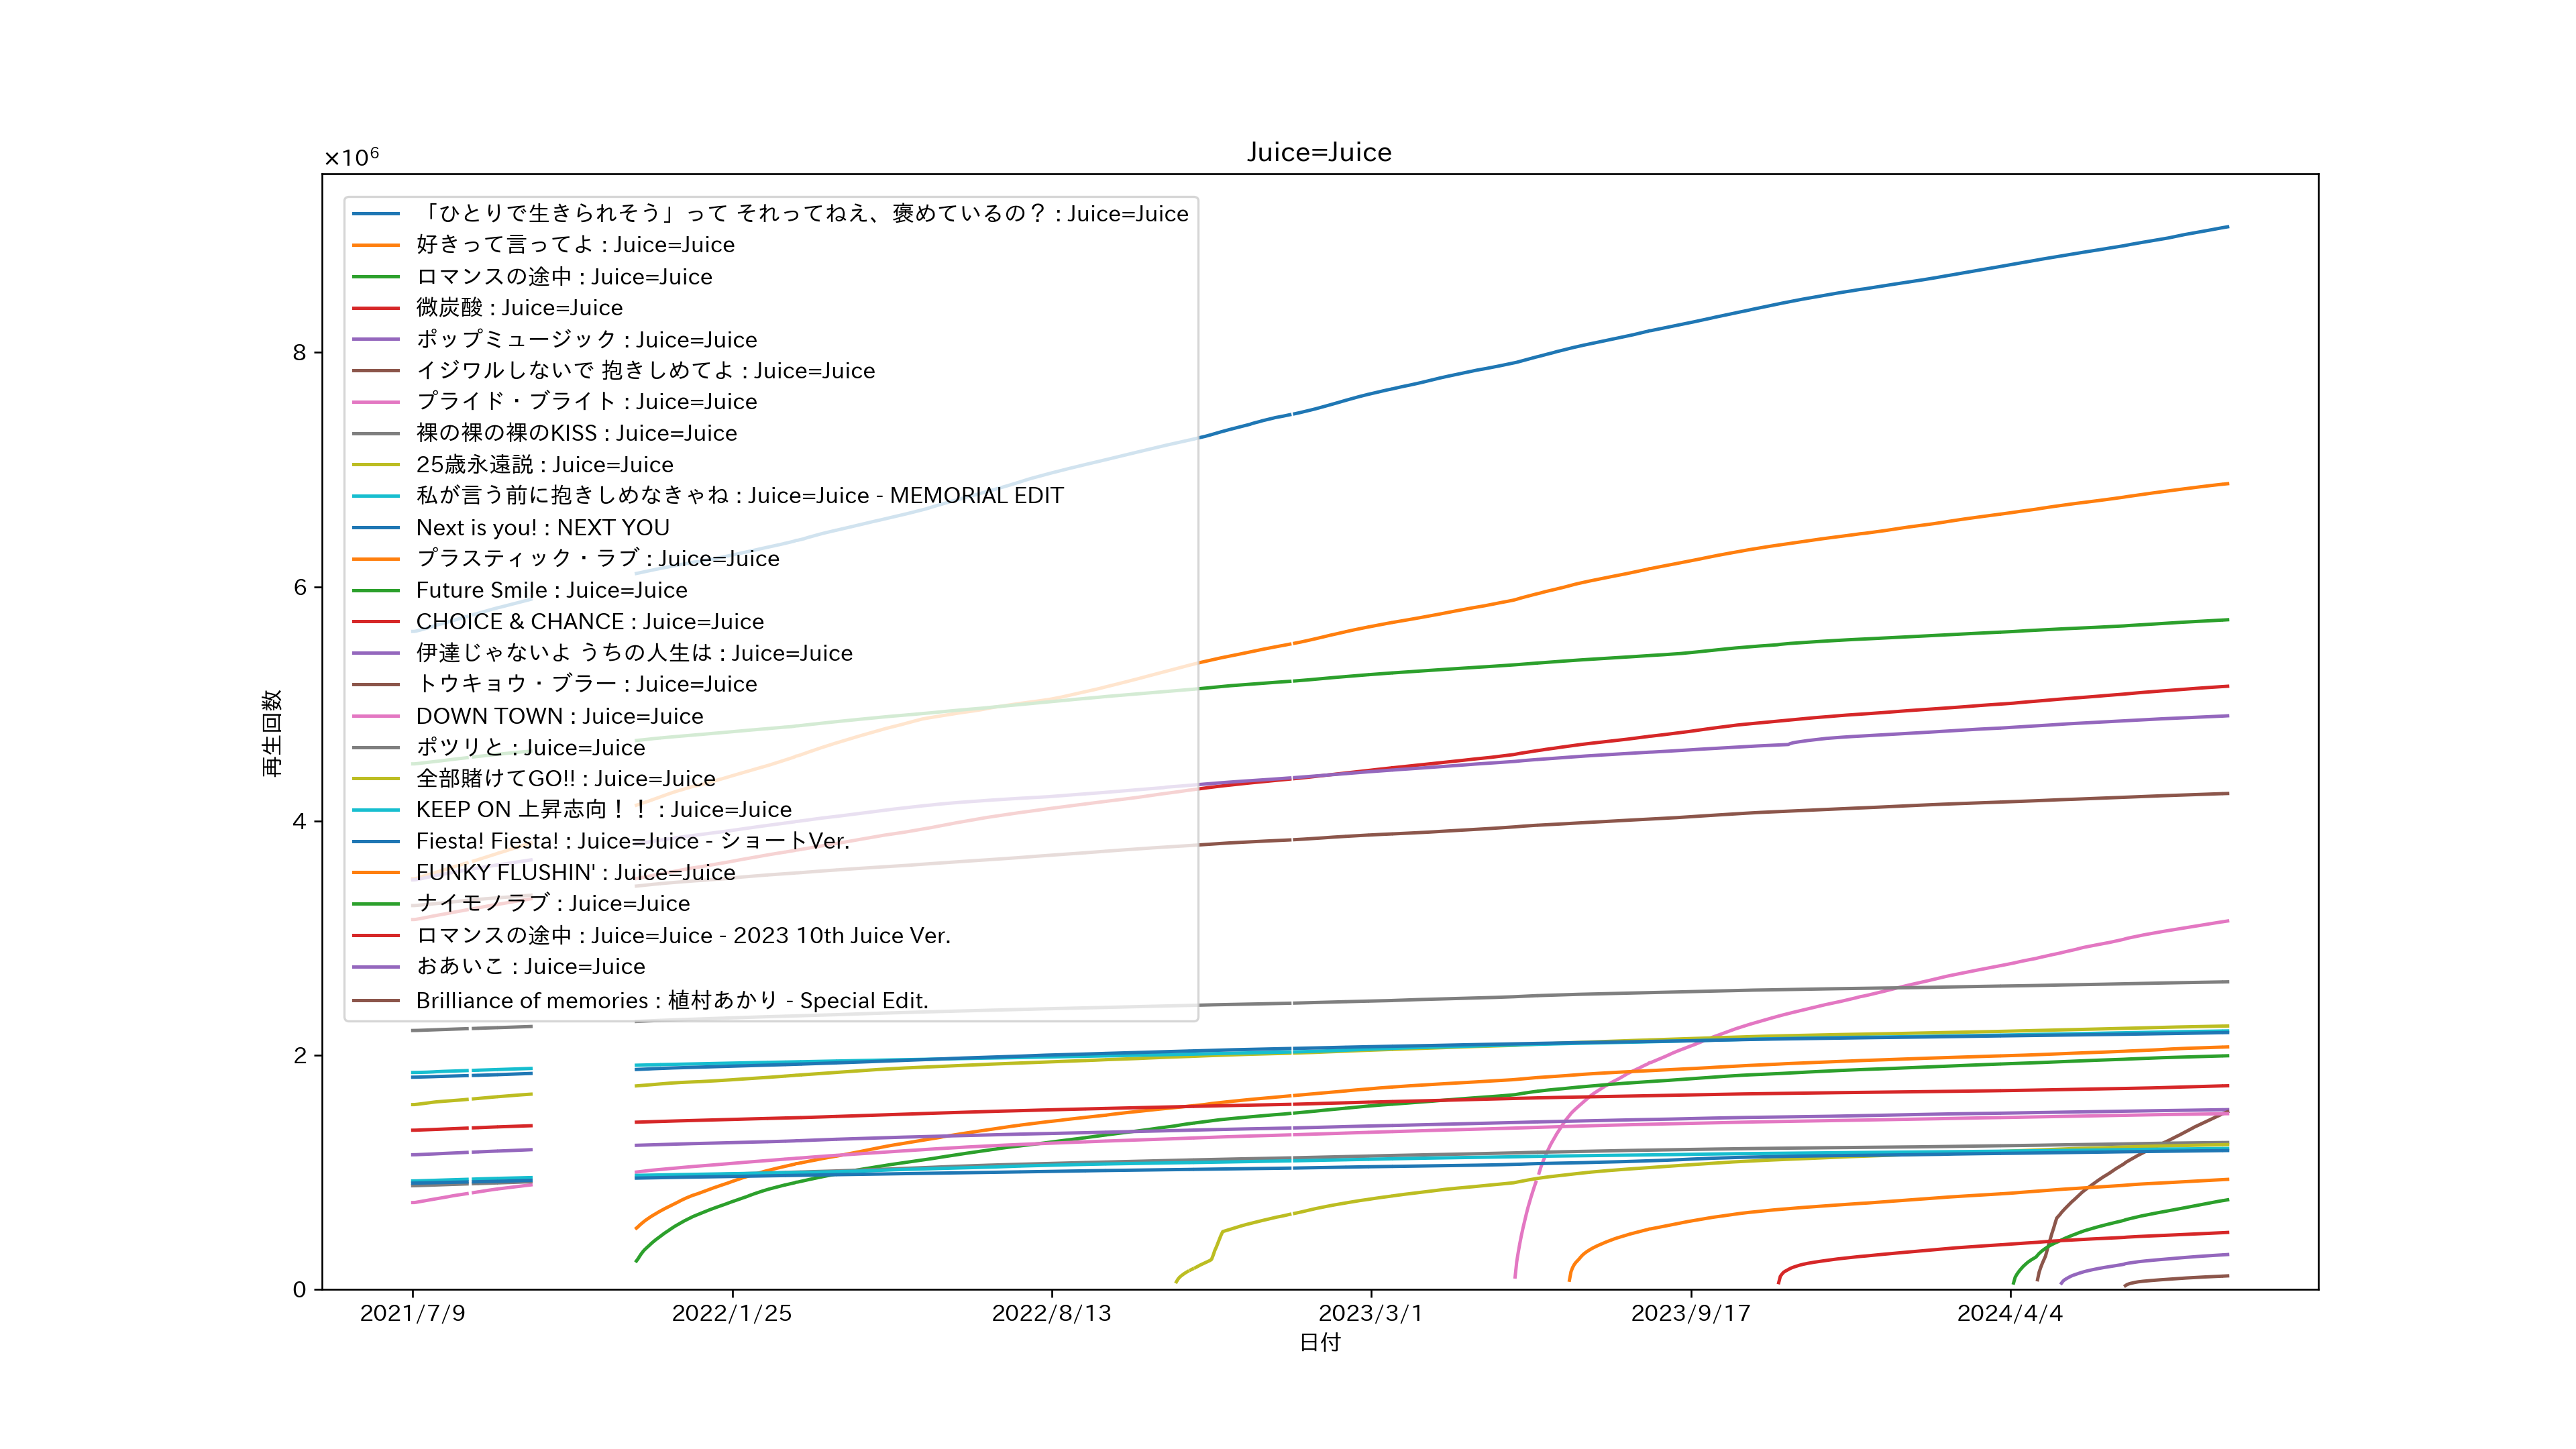 Juice=Juice
×10⁶
「ひとりで生きられそう」って それってねえ、褒めているの？ : Juice=Juice
好きって言ってよ : Juice=Juice
ロマンスの途中 : Juice=Juice
微炭酸 : Juice=Juice
ポップミュージック : Juice=Juice
イジワルしないで 抱きしめてよ : Juice=Juice
プライド・ブライト : Juice=Juice
裸の裸の裸のKISS : Juice=Juice
25歳永遠説 : Juice=Juice
私が言う前に抱きしめなきゃね : Juice=Juice - MEMORIAL EDIT
Next is you! : NEXT YOU
プラスティック・ラブ : Juice=Juice
Future Smile : Juice=Juice
CHOICE & CHANCE : Juice=Juice
伊達じゃないよ うちの人生は : Juice=Juice
トウキョウ・ブラー : Juice=Juice
DOWN TOWN : Juice=Juice
ポツリと : Juice=Juice
全部賭けてGO!! : Juice=Juice
KEEP ON 上昇志向！！ : Juice=Juice
Fiesta! Fiesta! : Juice=Juice - ショートVer.
FUNKY FLUSHIN' : Juice=Juice
ナイモノラブ : Juice=Juice
ロマンスの途中 : Juice=Juice - 2023 10th Juice Ver.
おあいこ : Juice=Juice
Brilliance of memories : 植村あかり - Special Edit.
8
6
4
2
0
再生回数
2021/7/9 2022/1/25 2022/8/13 2023/3/1 2023/9/17 2024/4/4
日付